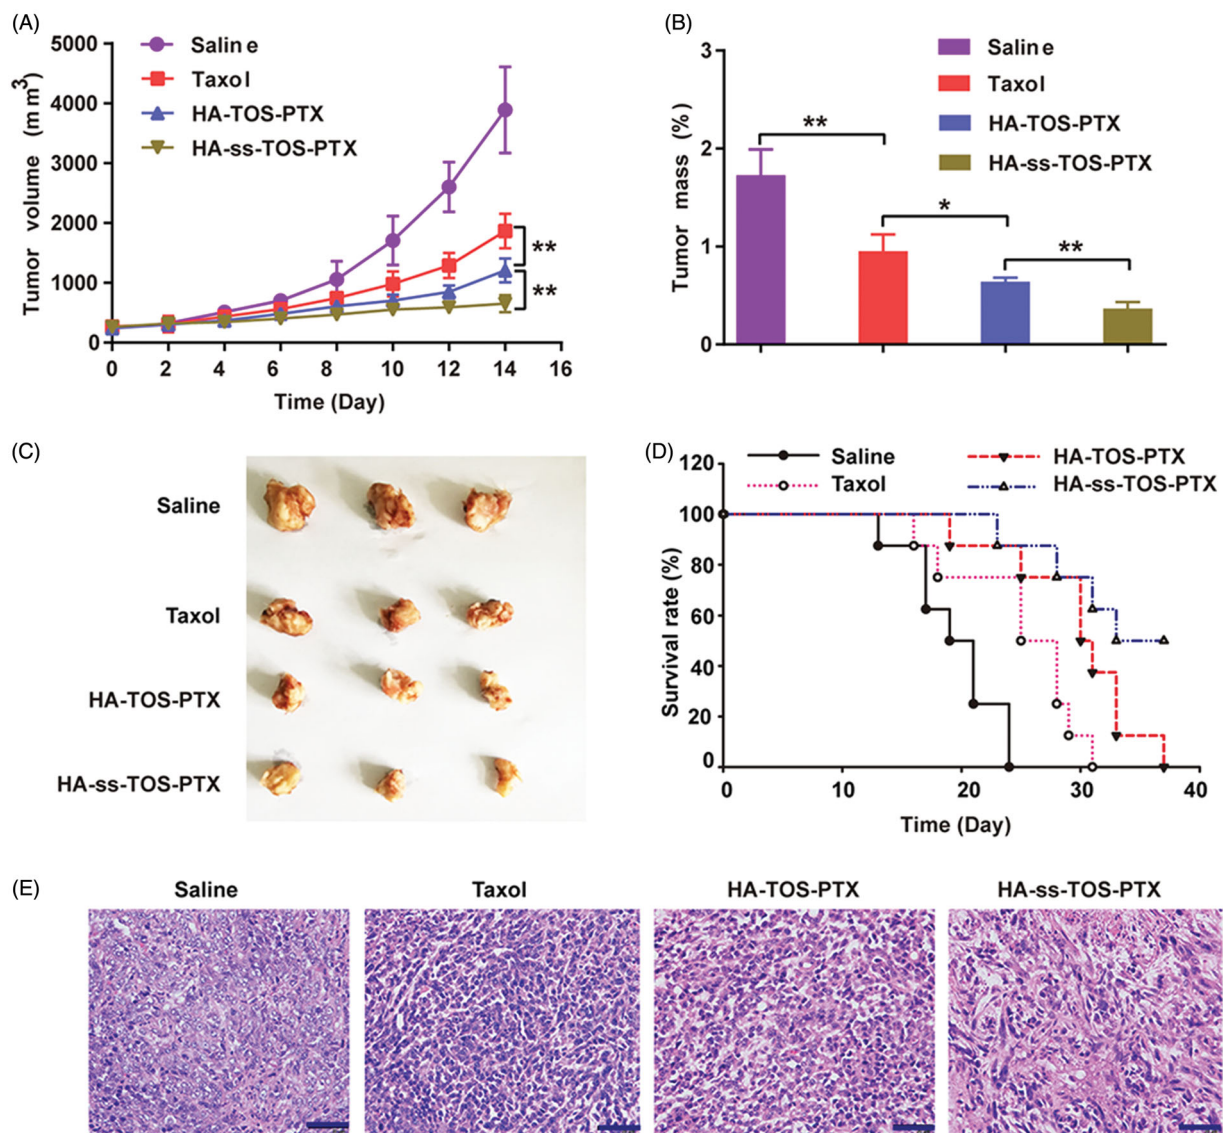 (A)
Tumor volume (mm3)
5000
4000
3000
2000
1000
0
0 2 4 6 8 10 12 14 16
Time (Day)
Saline
Taxol
HA-TOS-PTX
HA-ss-TOS-PTX
**
**
(B)
Tumor mass (%)
3
2
1
0
Saline
Taxol
HA-TOS-PTX
HA-ss-TOS-PTX
**
*
**
(C)
Saline
Taxol
HA-TOS-PTX
HA-ss-TOS-PTX
(D)
Survival rate (%)
120
100
80
60
40
20
0
0 10 20 30 40
Time (Day)
Saline
Taxol
HA-TOS-PTX
HA-ss-TOS-PTX
(E)
Saline Taxol HA-TOS-PTX HA-ss-TOS-PTX